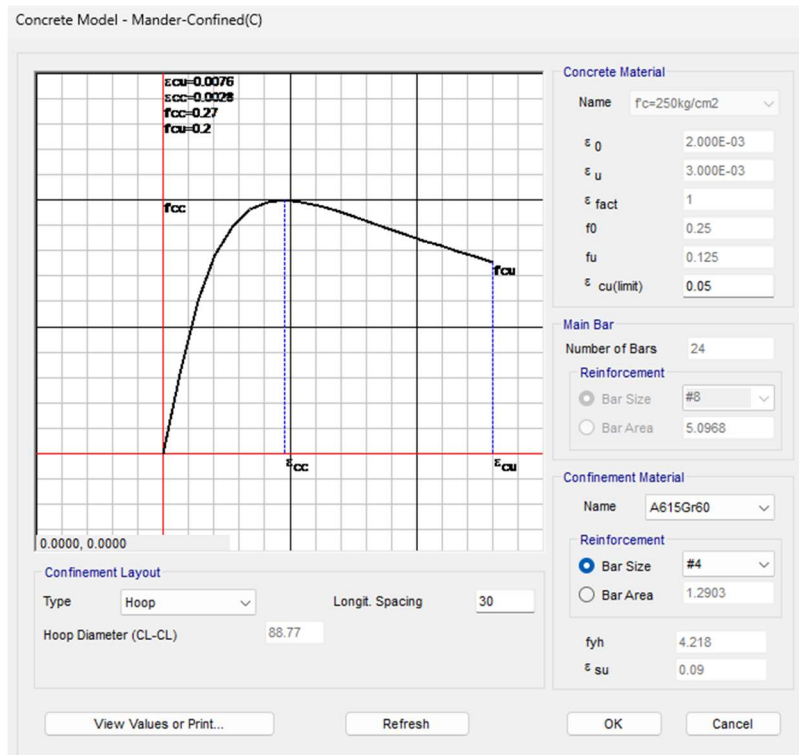 Concrete Model - Mander-Confined(C)
εcu=0.0076
εcc=0.0028
fcc=0.27
fcu=0.2
fcc
fcu
εcc
εcu
0.0000, 0.0000
Confinement Layout
Type Hoop Longit. Spacing 30
Hoop Diameter (CL-CL) 88.77
Concrete Material
Name f'c=250kg/cm2
ε 0 2.000E-03
ε u 3.000E-03
ε fact 1
f0 0.25
fu 0.125
ε cu(limit) 0.05
Main Bar
Number of Bars 24
Reinforcement
Bar Size #8
Bar Area 5.0968
Confinement Material
Name A615Gr60
Reinforcement
Bar Size #4
Bar Area 1.2903
fyh 4.218
ε su 0.09
View Values or Print... Refresh OK Cancel